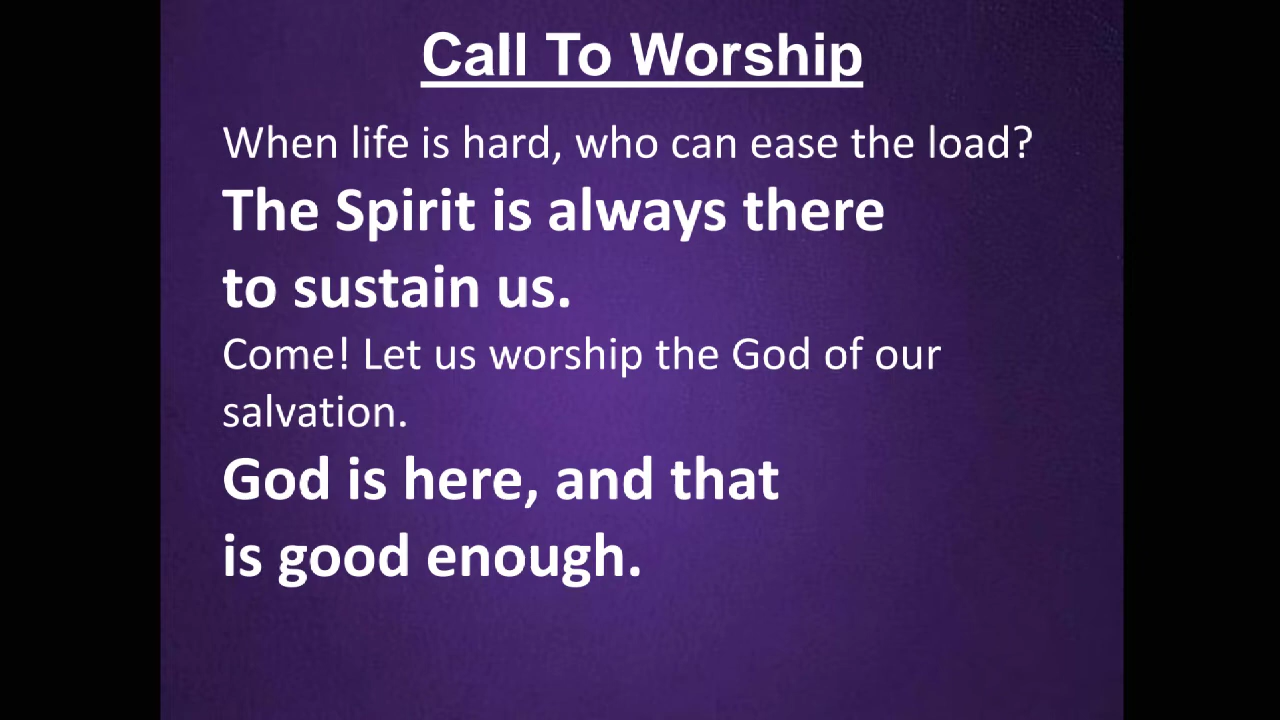 Call To Worship
When life is hard, who can ease the load?
The Spirit is always there
to sustain us.
Come! Let us worship the God of our
salvation.
God is here, and that
is good enough.